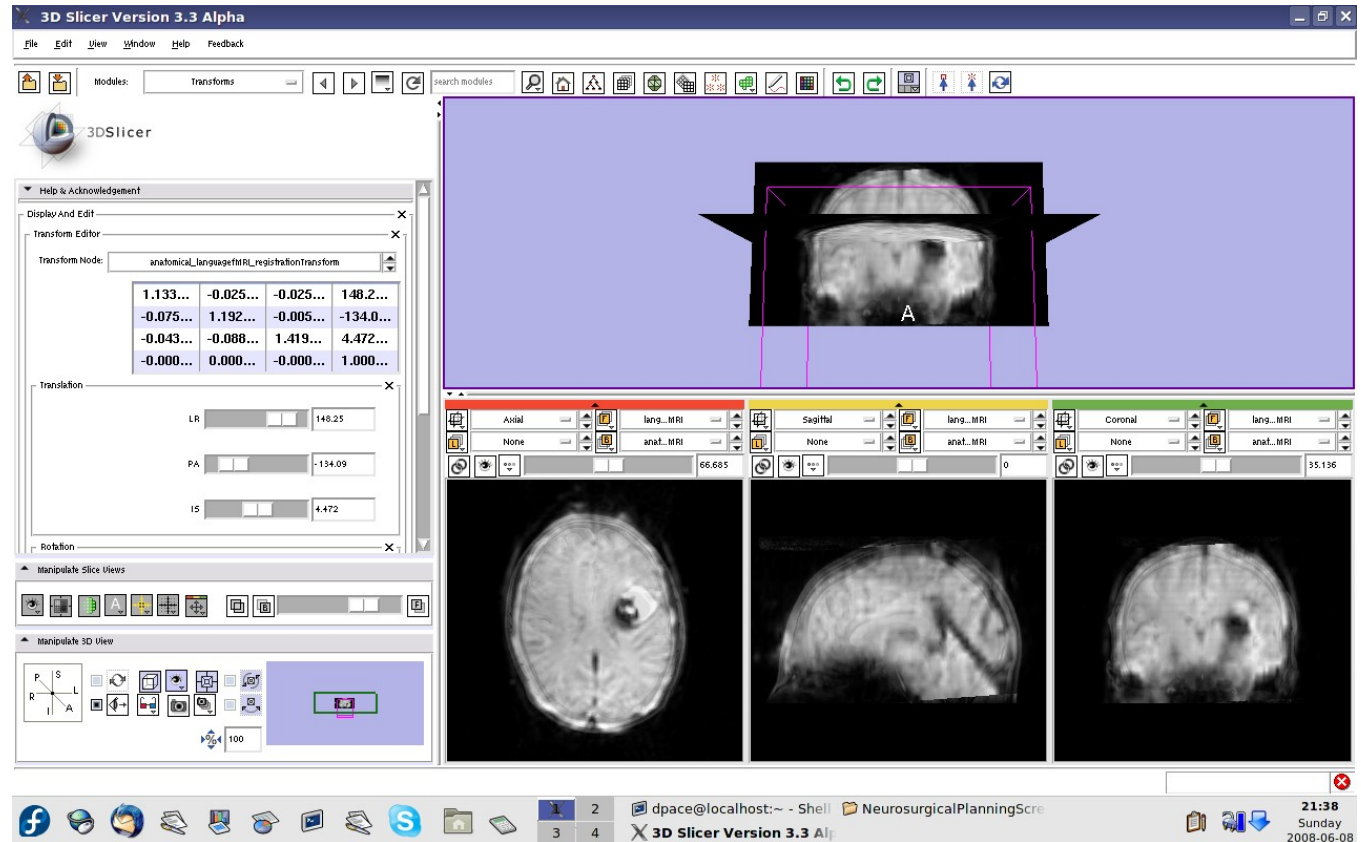 3D Slicer Version 3.3 Alpha
File Edit View Window Help Feedback
Modules: Transforms search modules
3DSlicer
Help & Acknowledgement
Display And Edit
Transform Editor
Transform Node: anatomical_languagefMRI_registrationTransform
1.133... -0.025... -0.025... 148.2...
-0.075... 1.192... -0.005... -134.0...
-0.043... -0.088... 1.419... 4.472...
-0.000... 0.000... -0.000... 1.000...
Translation
LR 148.25
PA -134.09
IS 4.472
Rotation
Manipulate Slice Views
Manipulate 3D View
P S
R L
I A
100
A
Axial lang...MRI
None anat...MRI
66.685
Sagittal lang...MRI
None anat...MRI
0
Coronal lang...MRI
None anat...MRI
35.136
1 2
3 4
dpace@localhost:~ - Shell
NeurosurgicalPlanningScre
3D Slicer Version 3.3 Alp
21:38
Sunday
2008-06-08